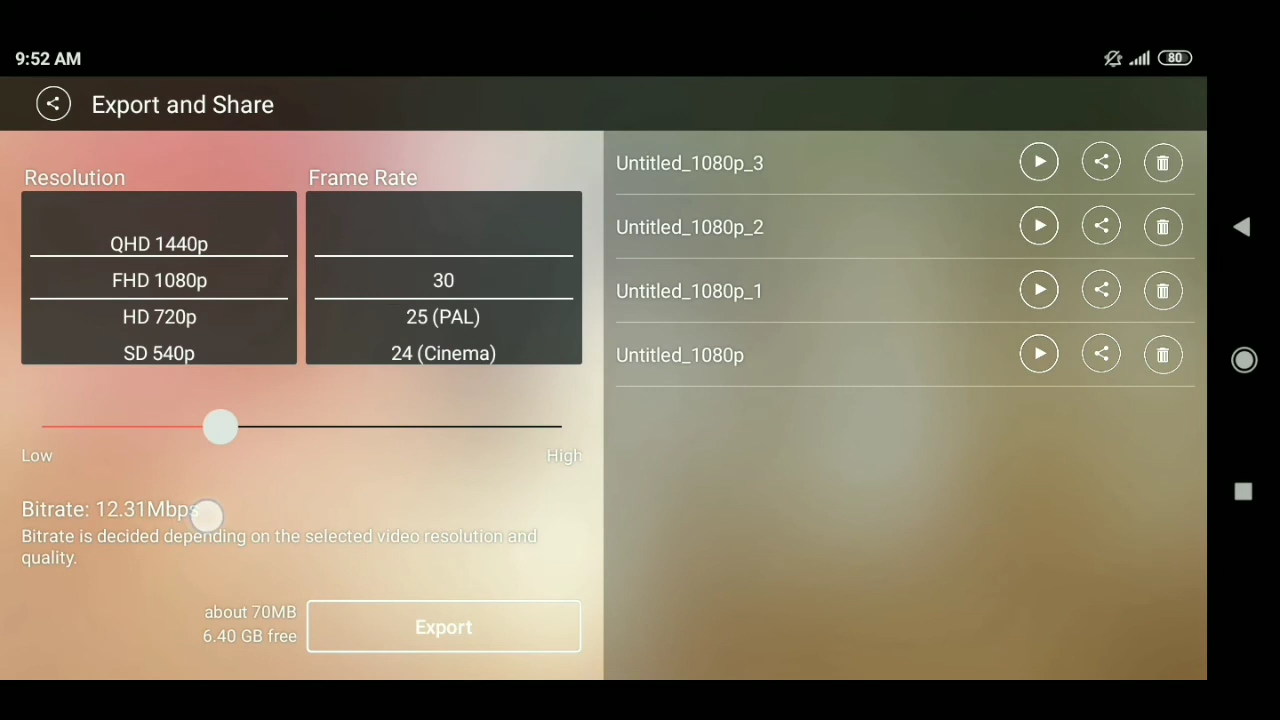 9:52 AM
80
Export and Share
Resolution
Frame Rate
QHD 1440p
FHD 1080p
HD 720p
SD 540p
30
25 (PAL)
24 (Cinema)
Low
High
Bitrate: 12.31Mbps
Bitrate is decided depending on the selected video resolution and
quality.
about 70MB
6.40 GB free
Export
Untitled_1080p_3
Untitled_1080p_2
Untitled_1080p_1
Untitled_1080p